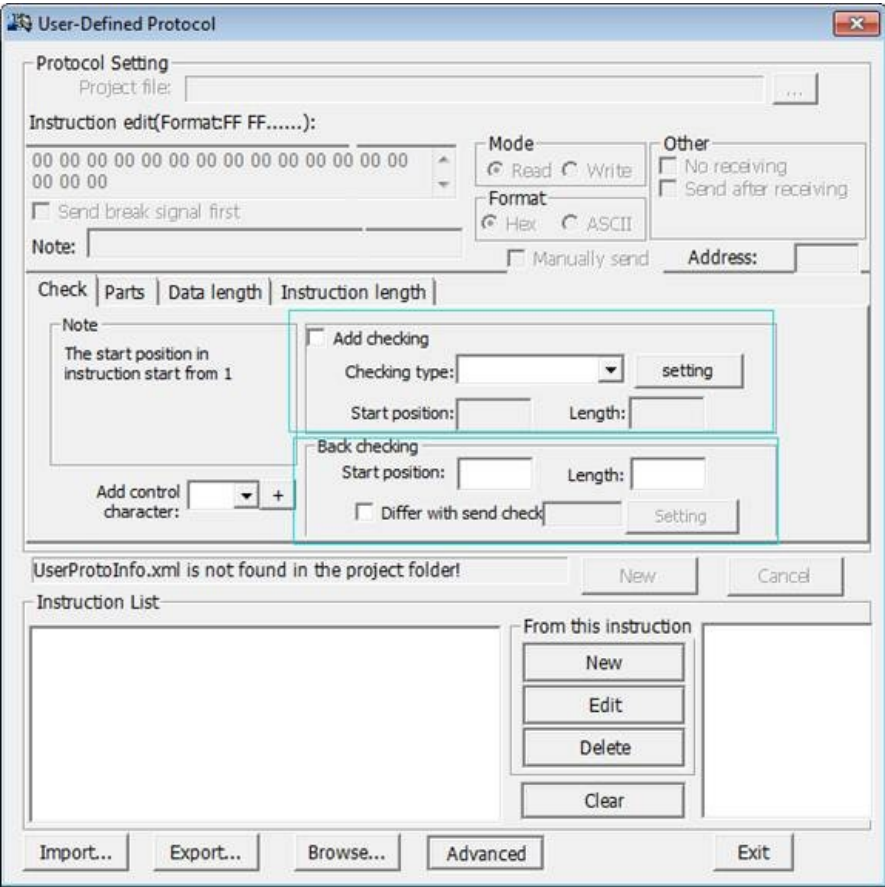 User-Defined Protocol
Protocol Setting
Project file:
...
Instruction edit(Format:FF FF......):
00 00 00 00 00 00 00 00 00 00 00 00 00 00
00 00 00
Mode
Read Write
Other
No receiving
Send after receiving
Send break signal first
Format
Hex ASCII
Note:
Manually send
Address:
Check Parts Data length Instruction length
Note
The start position in
instruction start from 1
Add checking
Checking type:
setting
Start position: Length:
Back checking
Start position: Length:
Differ with send check
Setting
Add control
character:
+
UserProtoInfo.xml is not found in the project folder!
New
Cancel
Instruction List
From this instruction
New
Edit
Delete
Clear
Import... Export... Browse... Advanced Exit